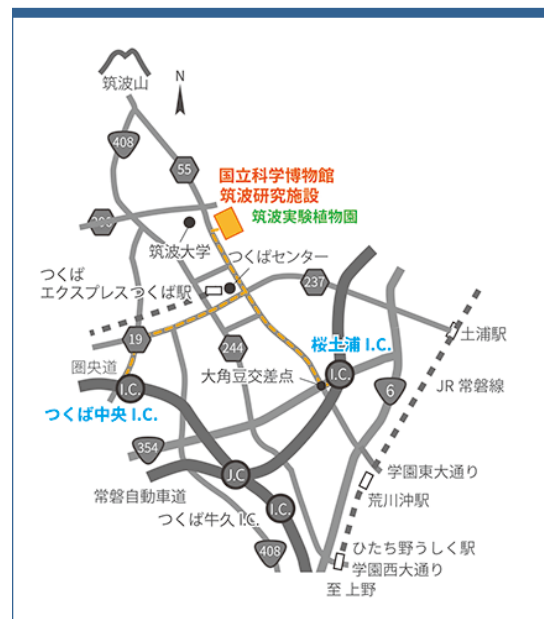 筑波山
N
408
55
国立科学博物館
筑波研究施設
筑波実験植物園
筑波大学
つくばセンター
つくば
エクスプレスつくば駅
237
19
土浦駅
桜土浦 I.C.
244
圏央道
大角豆交差点
I.C.
I.C.
JR 常磐線
6
つくば中央 I.C.
354
学園東大通り
J.C
常磐自動車道
荒川沖駅
つくば牛久 I.C.
I.C.
ひたち野うしく駅
408
学園西大通り
至 上野